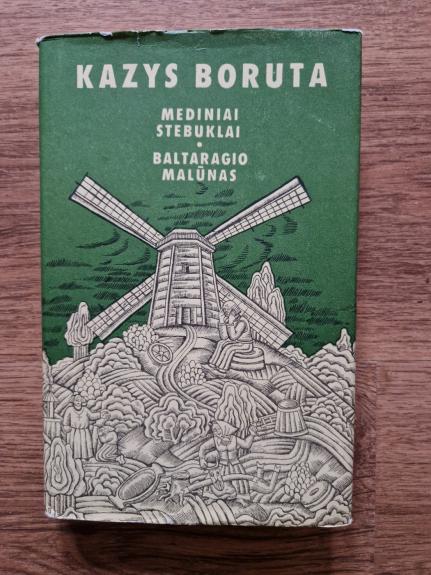 KAZYS BORUTA
MEDINIAI
STEBUKLAI
•
BALTARAGIO
MALŪNAS